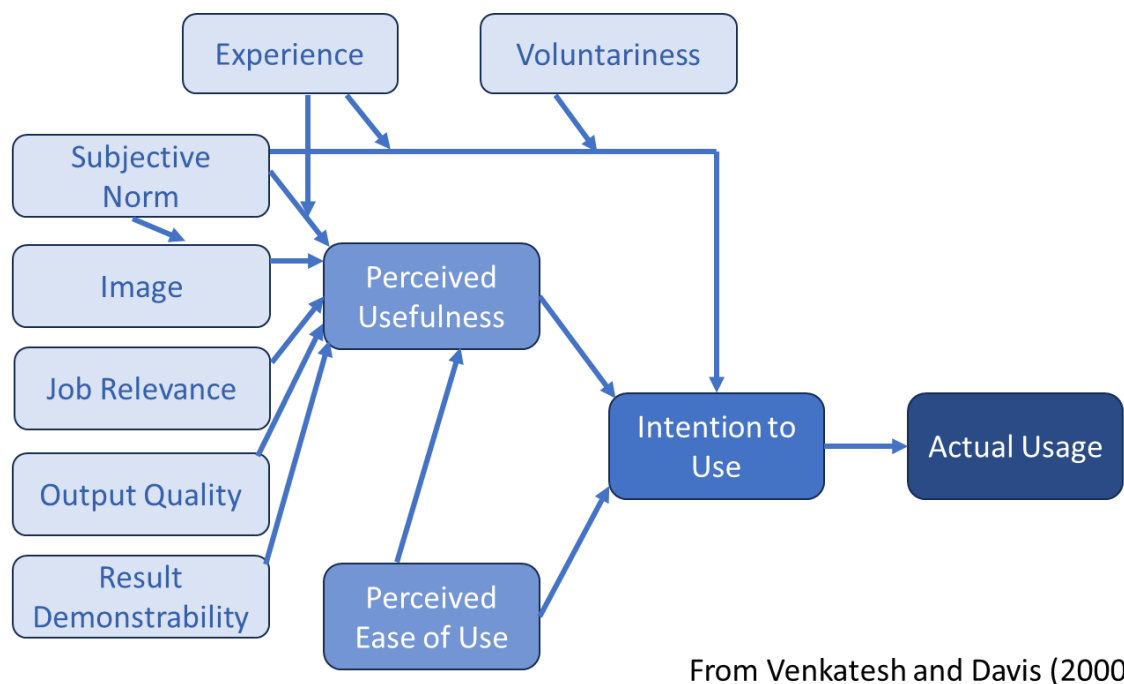 Experience
Voluntariness
Subjective
Norm
Image
Perceived
Usefulness
Job Relevance
Intention to
Use
Actual Usage
Output Quality
Result
Demonstrability
Perceived
Ease of Use
From Venkatesh and Davis (2000